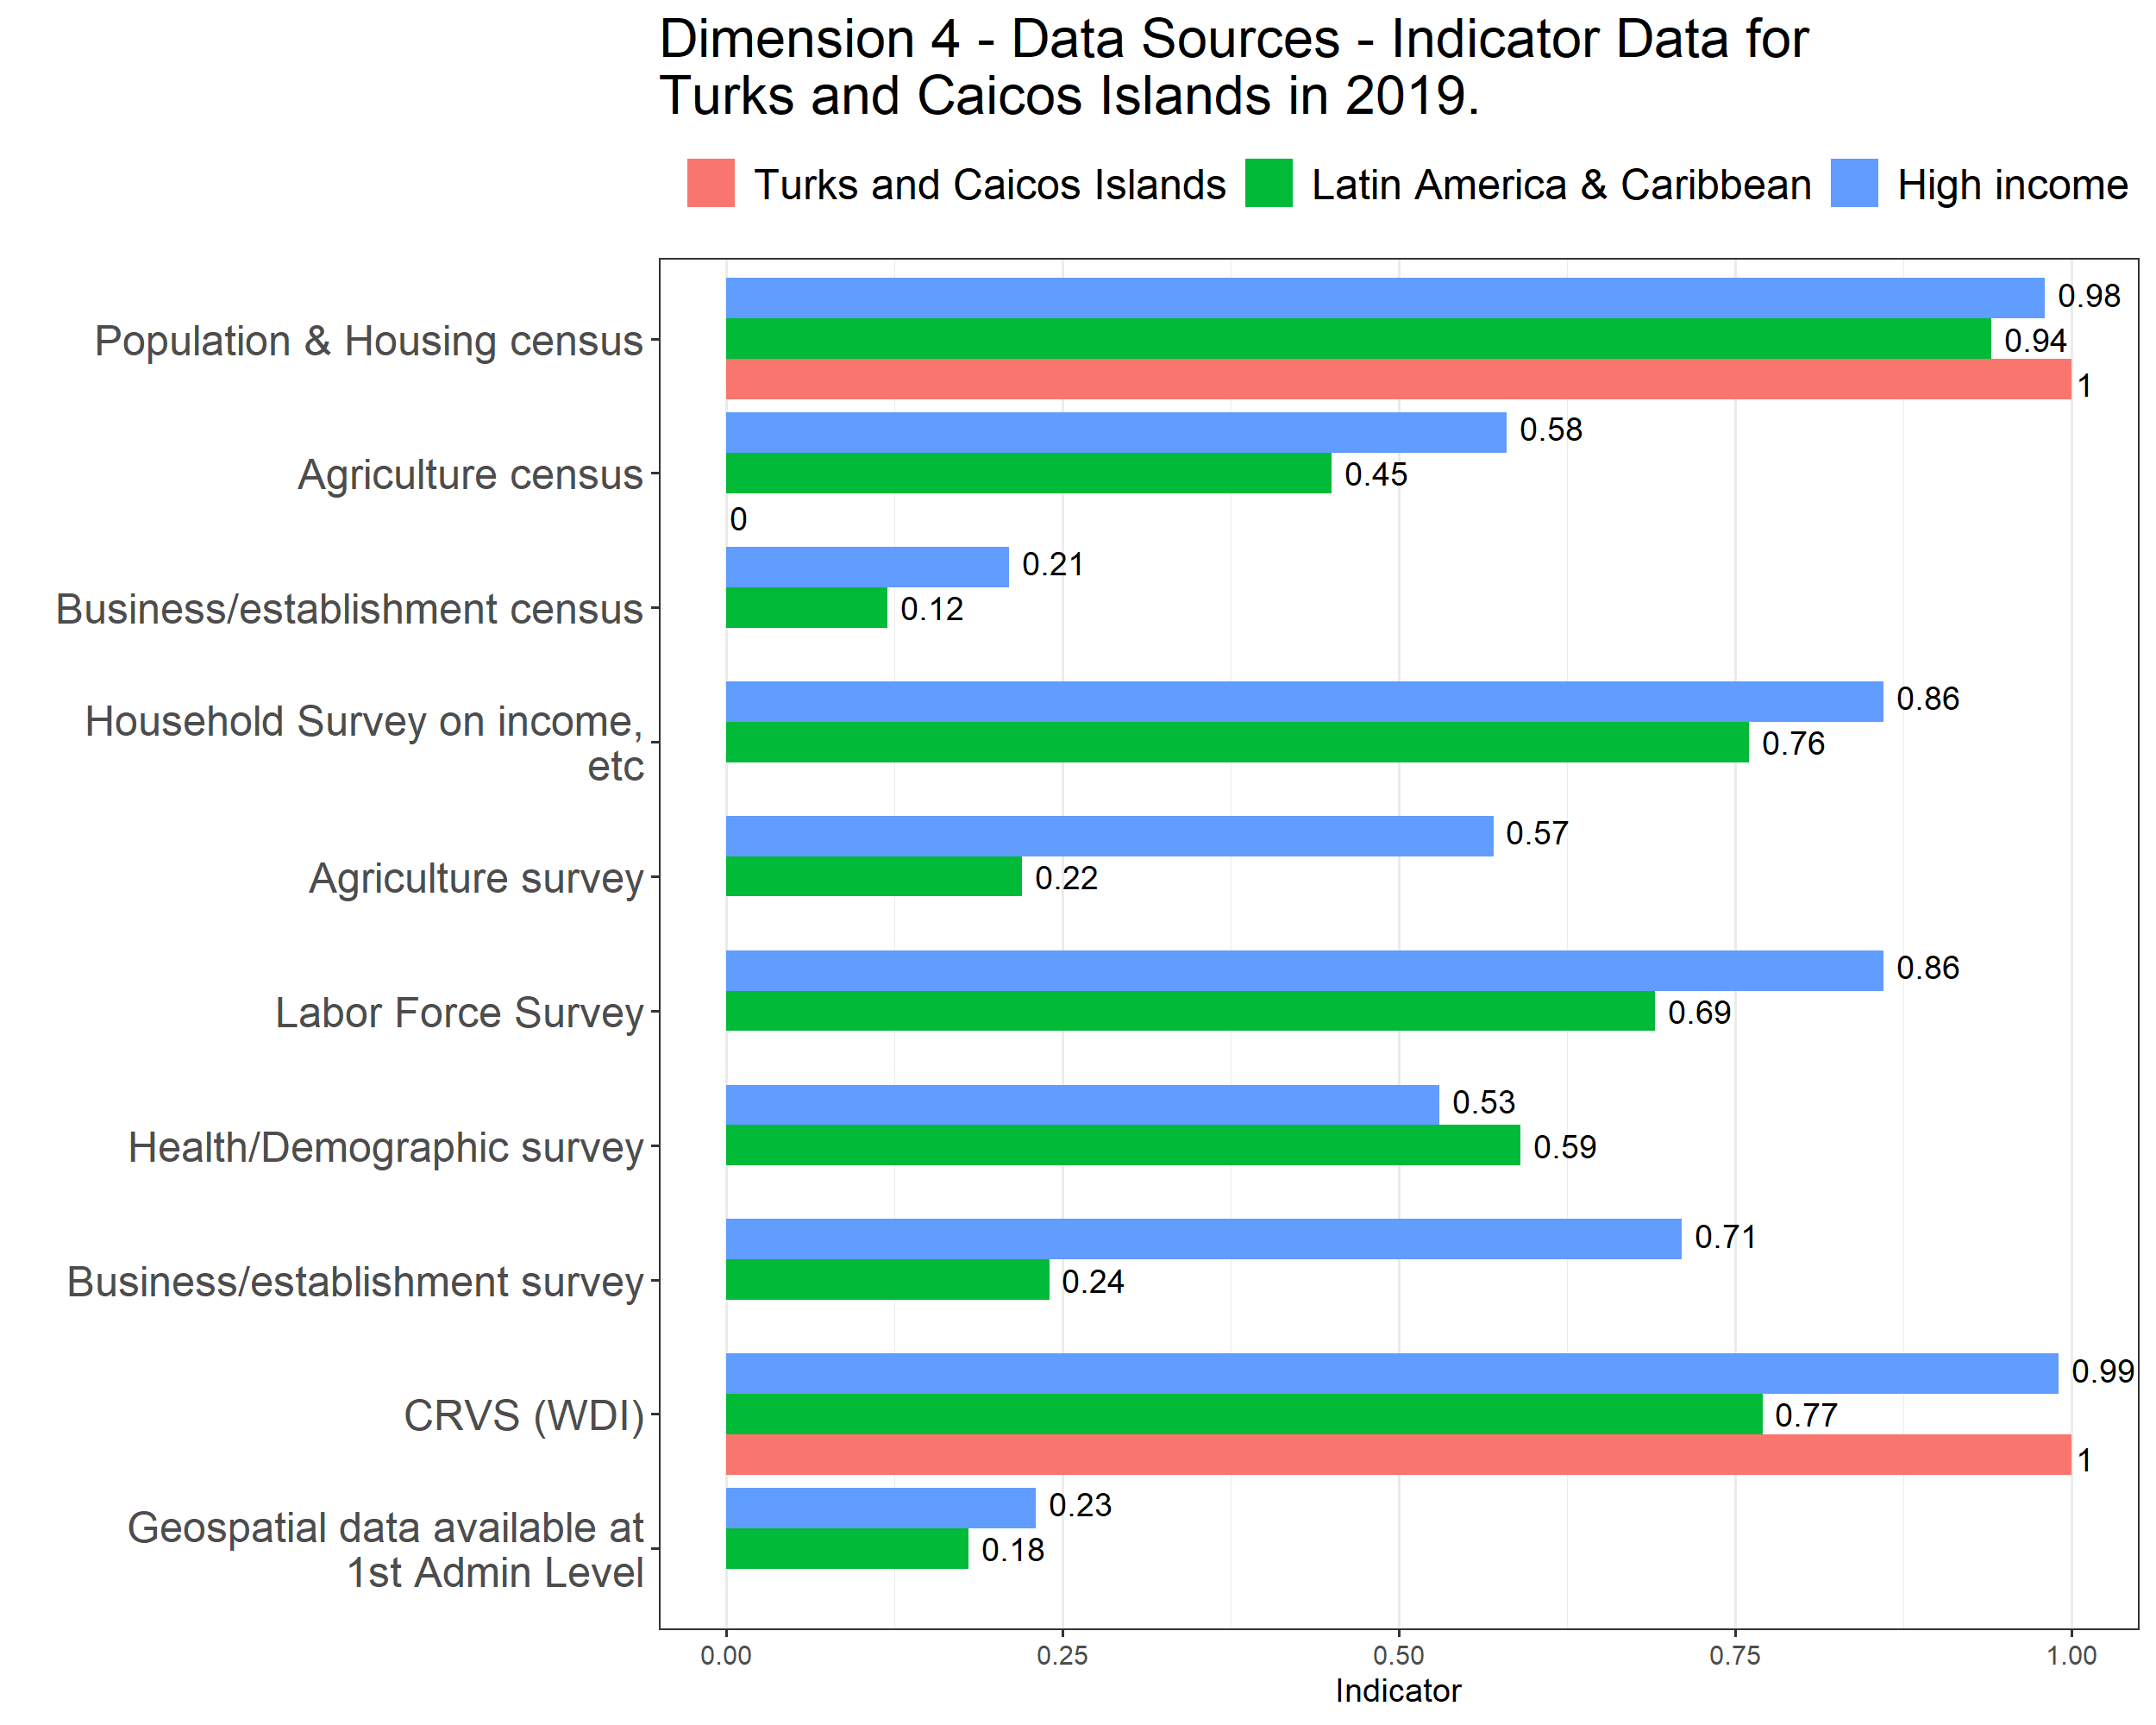 Dimension 4 - Data Sources - Indicator Data for
Turks and Caicos Islands in 2019.
Turks and Caicos Islands
Latin America & Caribbean
High income
Population & Housing census
0.98
0.94
1
Agriculture census
0.58
0.45
0
Business/establishment census
0.21
0.12
Household Survey on income,
etc
0.86
0.76
Agriculture survey
0.57
0.22
Labor Force Survey
0.86
0.69
Health/Demographic survey
0.53
0.59
Business/establishment survey
0.71
0.24
CRVS (WDI)
0.99
0.77
1
Geospatial data available at
1st Admin Level
0.23
0.18
0.00
0.25
0.50
0.75
1.00
Indicator